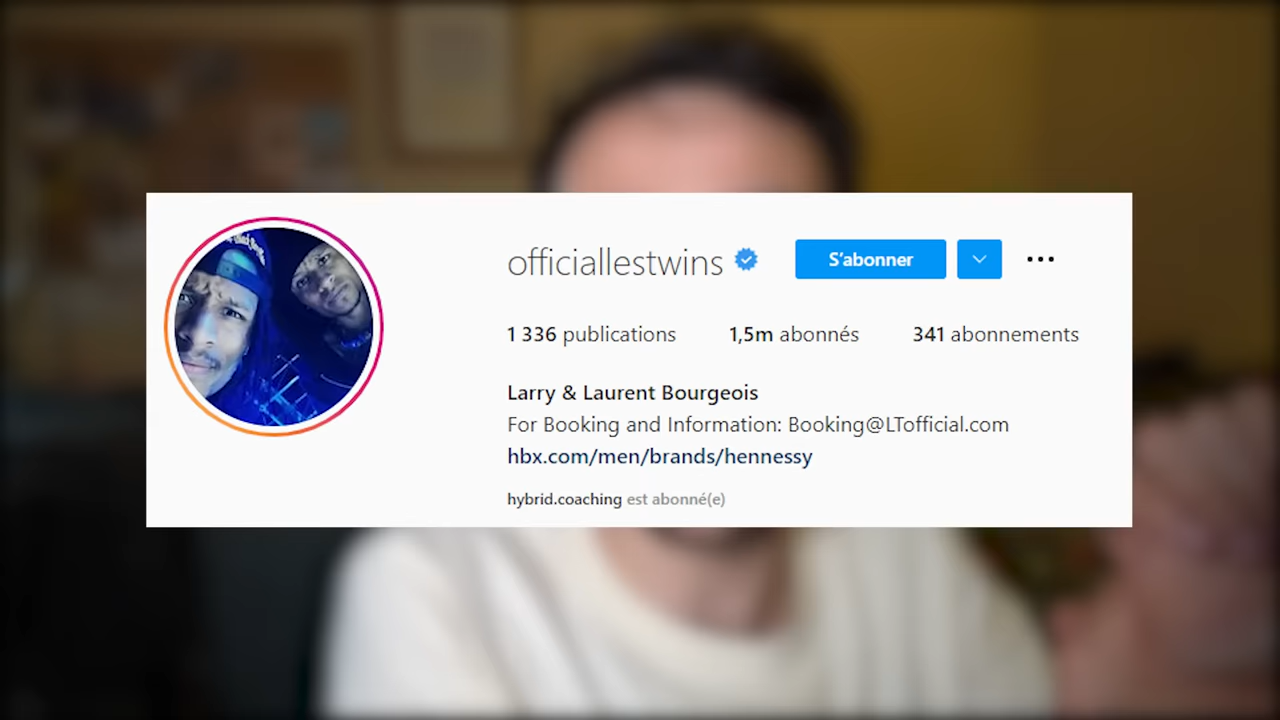 officiallestwins
S'abonner
1 336 publications 1,5m abonnés 341 abonnements
Larry & Laurent Bourgeois
For Booking and Information: Booking@LTofficial.com
hbx.com/men/brands/hennessy
hybrid.coaching est abonné(e)